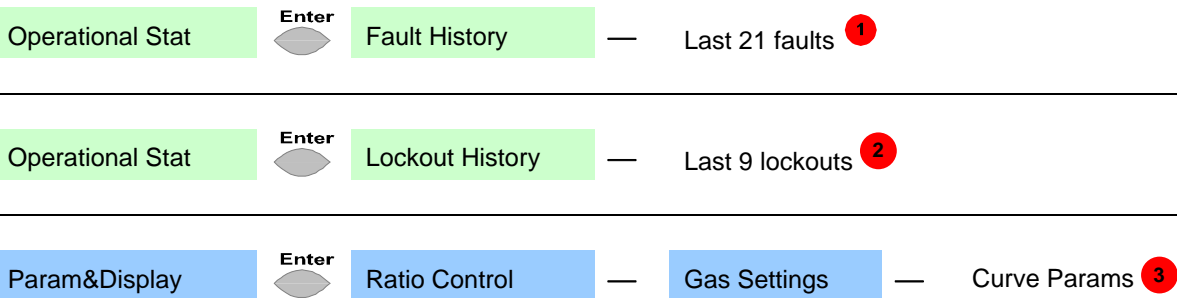 Enter
Operational Stat Fault History — Last 21 faults 1
Enter
Operational Stat Lockout History — Last 9 lockouts 2
Enter
Param&Display Ratio Control — Gas Settings — Curve Params 3